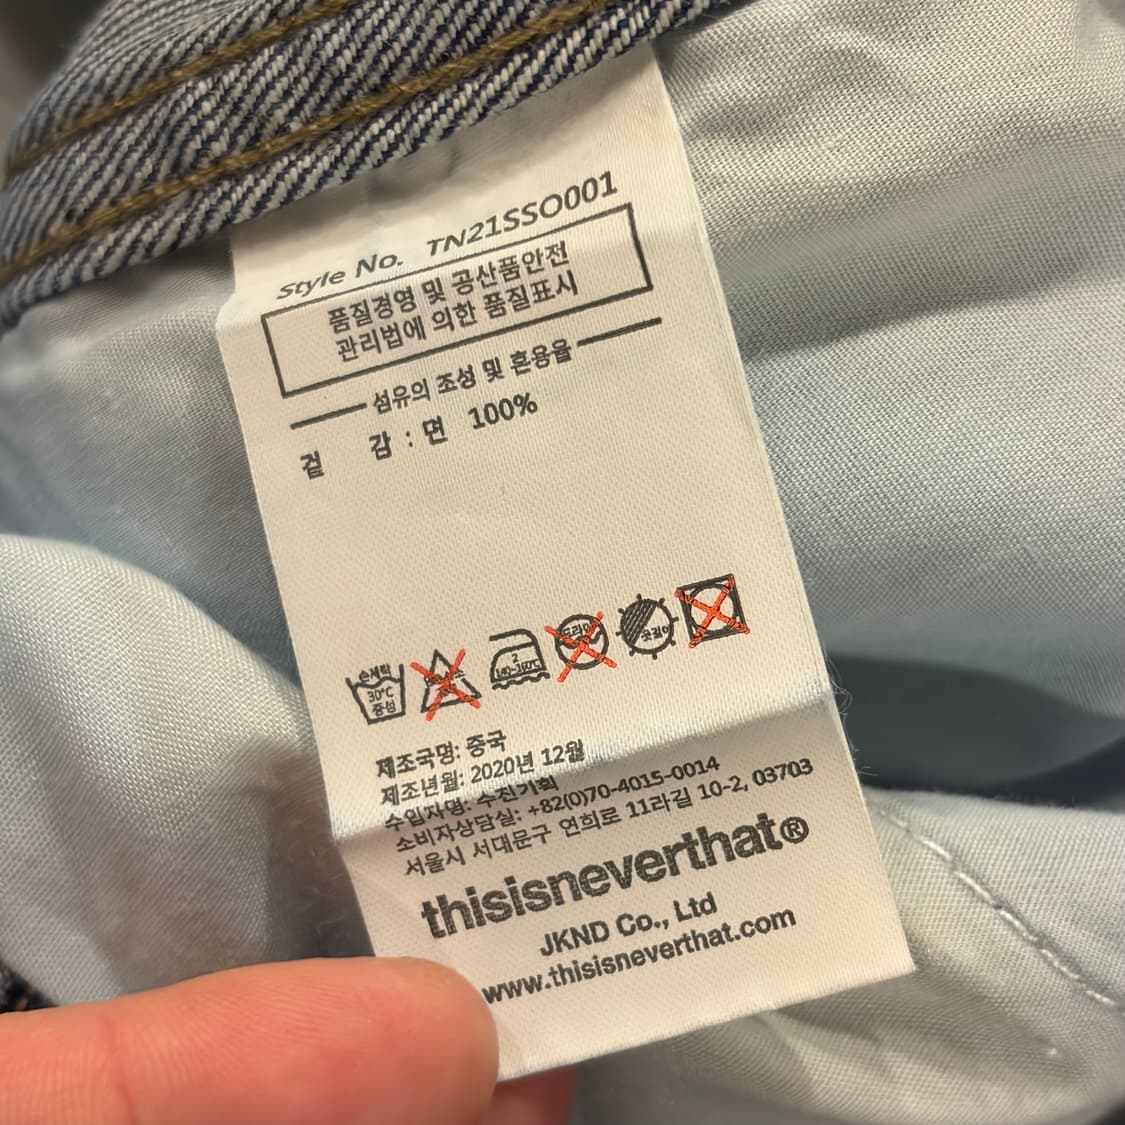 Style No. TN21SSO001
품질경영 및 공산품안전
관리법에 의한 품질표시
섬유의 조성 및 혼용율
겉 감 : 면 100%
손세탁
30°C
중성
2
140~160°C
드라이
옷걸이
제조국명: 중국
제조년월: 2020년 12월
수입자명: 수천기획
소비자상담실: +82(0)70-4015-0014
서울시 서대문구 연희로 11라길 10-2, 03703
thisisneverthat®
JKND Co., Ltd
www.thisisneverthat.com